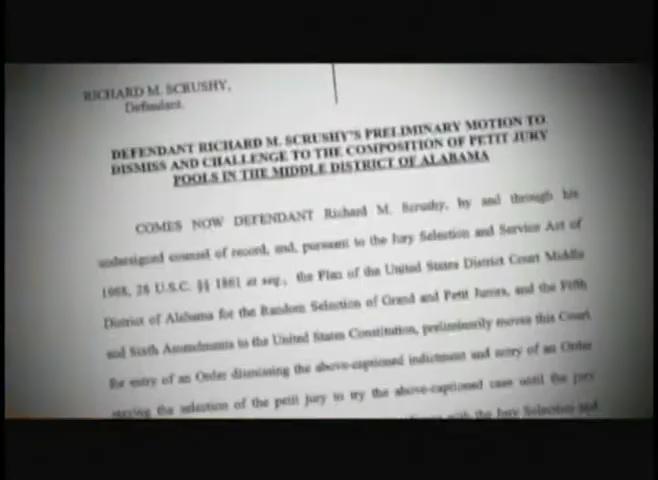 RICHARD M. SCRUSHY,
Defendant.
DEFENDANT RICHARD M. SCRUSHY'S PRELIMINARY MOTION TO
DISMISS AND CHALLENGE TO THE COMPOSITION OF PETIT JURY
POOLS IN THE MIDDLE DISTRICT OF ALABAMA
COMES NOW DEFENDANT Richard M. Scrushy, by and through his
undersigned counsel of record, and, pursuant to the Jury Selection and Service Act of
1968, 28 U.S.C. §§ 1861 et seq., the Plan of the United States District Court Middle
District of Alabama for the Random Selection of Grand and Petit Jurors, and the Fifth
and Sixth Amendments to the United States Constitution, preliminarily moves this Court
for entry of an Order dismissing the above-captioned indictment and entry of an Order
staying the selection of the petit jury to try the above-captioned case until the jury
with the Jury Selection and